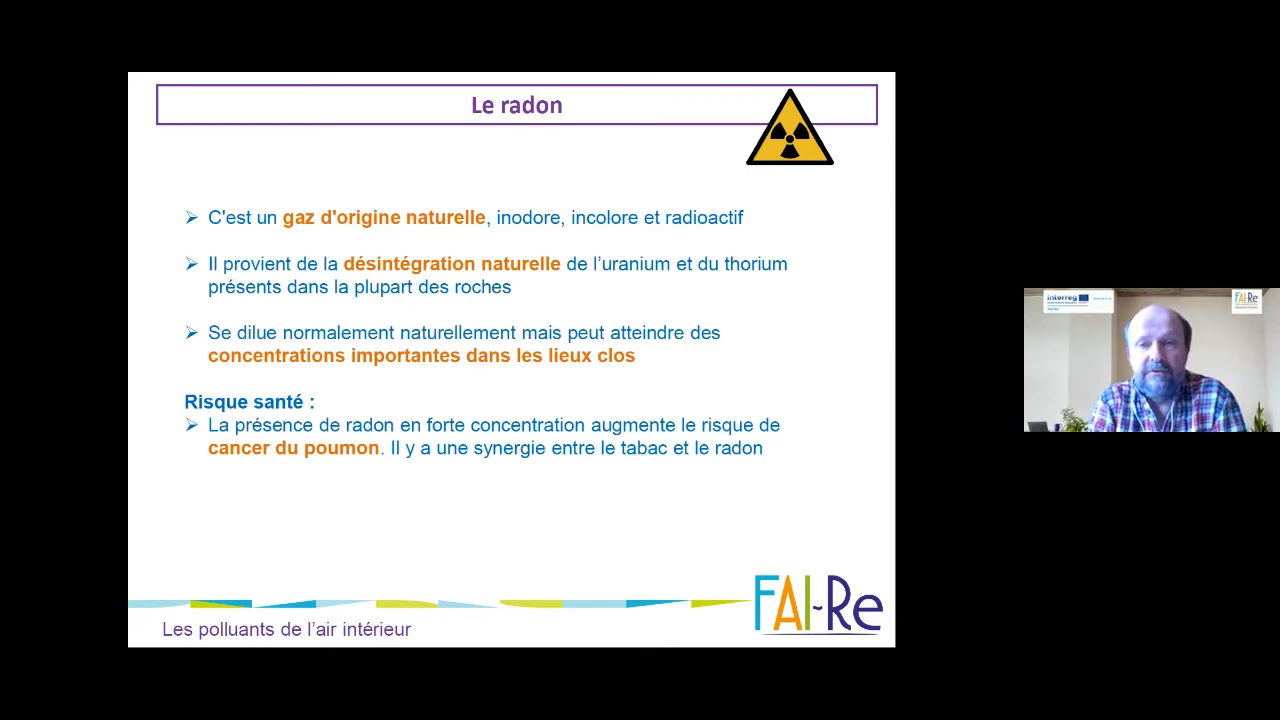 Le radon
C'est un gaz d'origine naturelle, inodore, incolore et radioactif
Il provient de la désintégration naturelle de l’uranium et du thorium
présents dans la plupart des roches
Se dilue normalement naturellement mais peut atteindre des
concentrations importantes dans les lieux clos
Risque santé :
La présence de radon en forte concentration augmente le risque de
cancer du poumon. Il y a une synergie entre le tabac et le radon
Les polluants de l’air intérieur
FAI~Re
Interreg
FAI-Re